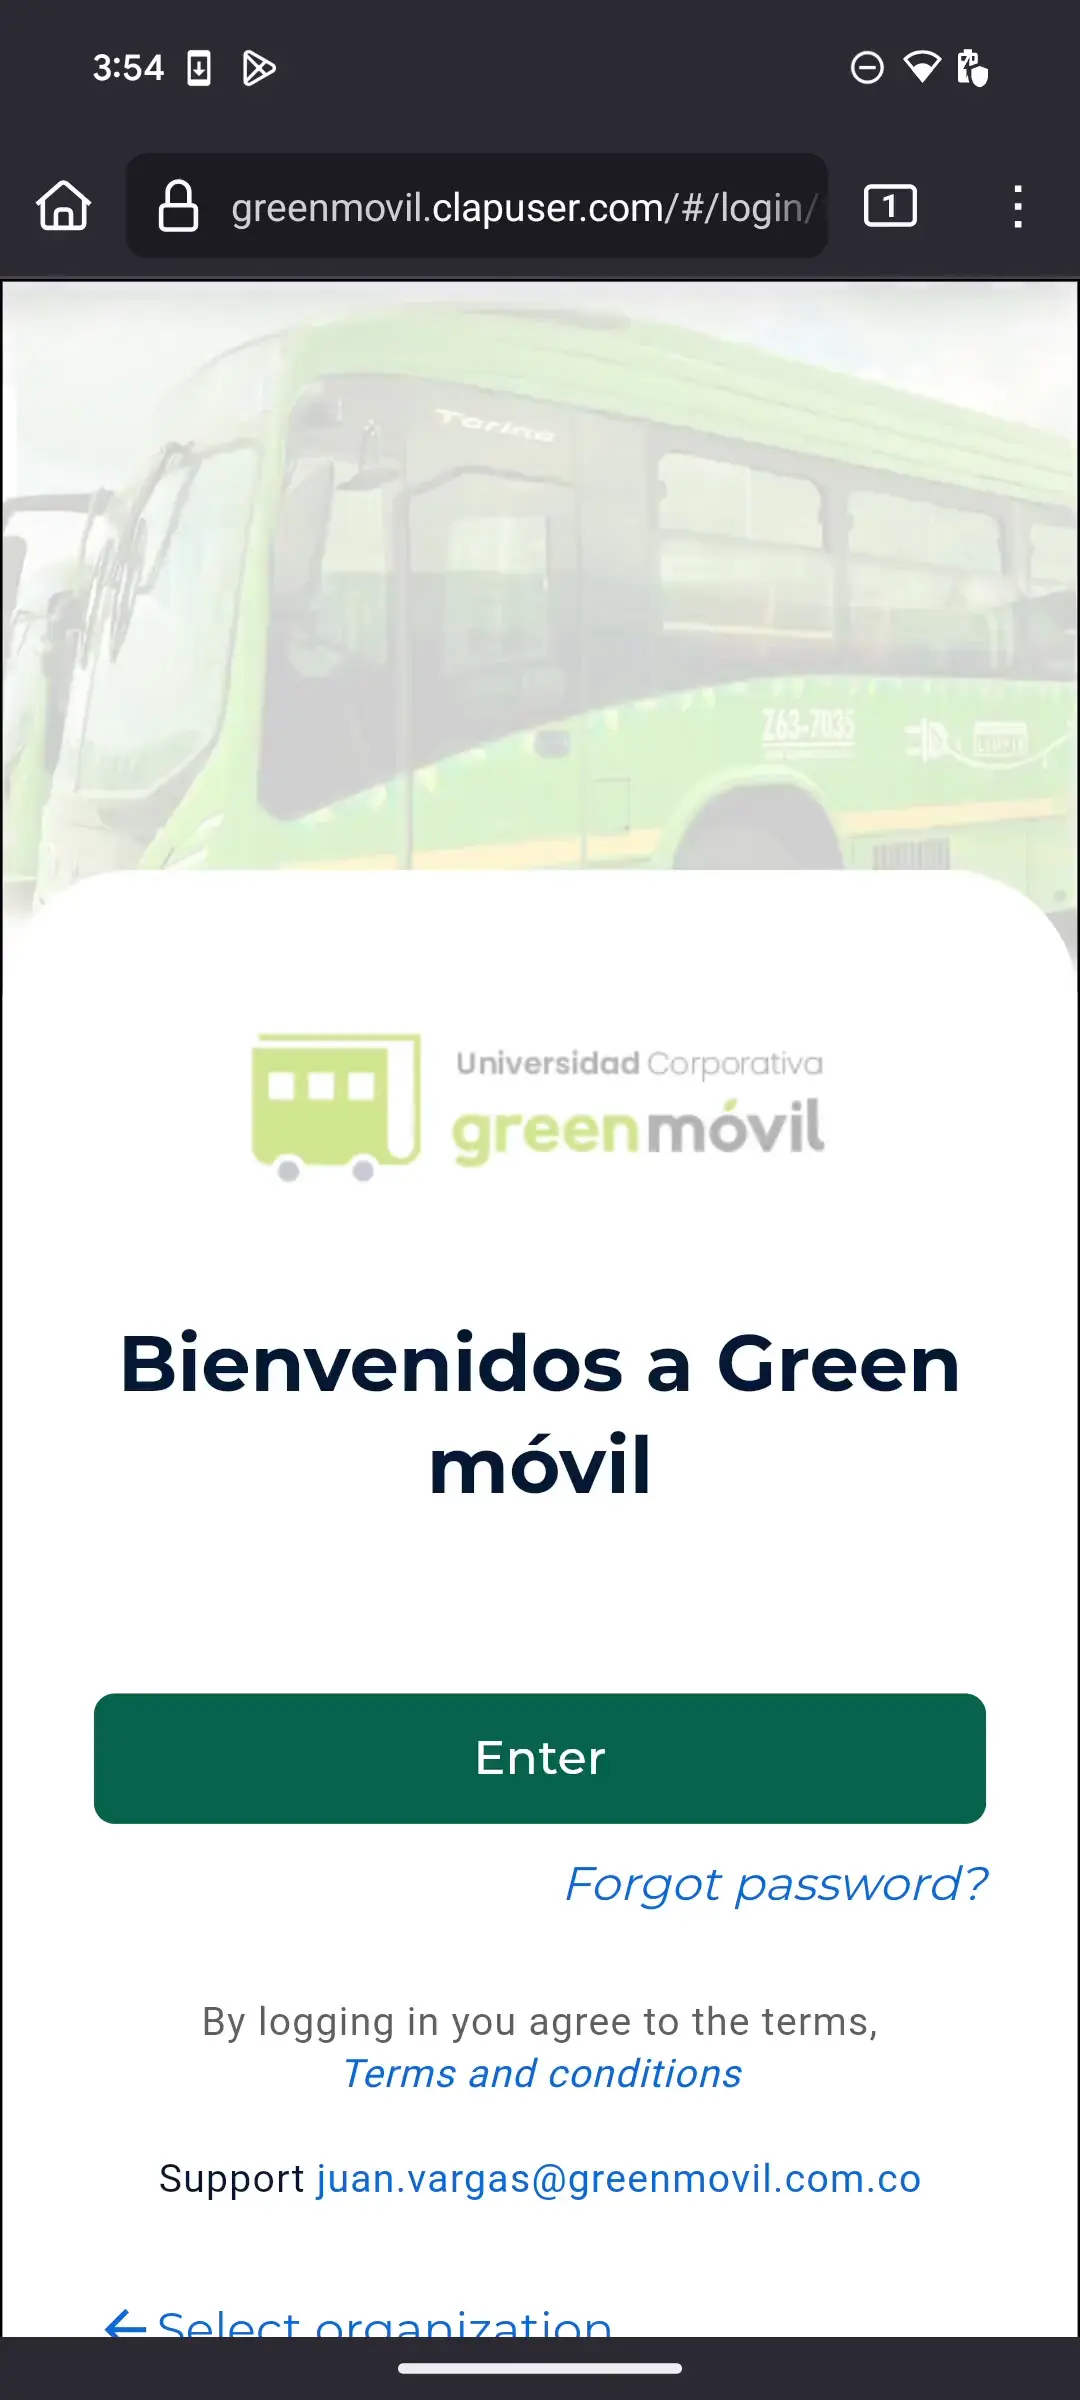 3:54
greenmovil.clapuser.com/#/login/
1
Torino
Z63-7035
Universidad Corporativa
greenmóvil
Bienvenidos a Green
móvil
Enter
Forgot password?
By logging in you agree to the terms,
Terms and conditions
Support juan.vargas@greenmovil.com.co
Select organization